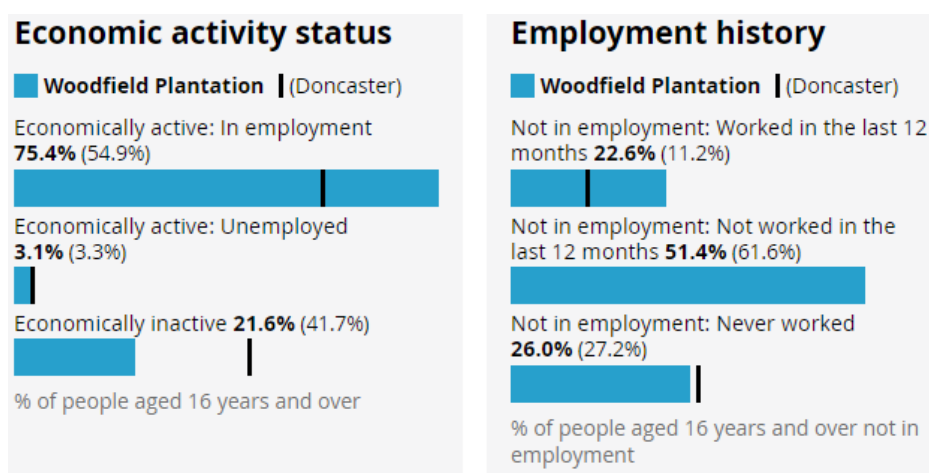 Economic activity status
Woodfield Plantation (Doncaster)
Economically active: In employment
75.4% (54.9%)
Economically active: Unemployed
3.1% (3.3%)
Economically inactive 21.6% (41.7%)
% of people aged 16 years and over
Employment history
Woodfield Plantation (Doncaster)
Not in employment: Worked in the last 12
months 22.6% (11.2%)
Not in employment: Not worked in the
last 12 months 51.4% (61.6%)
Not in employment: Never worked
26.0% (27.2%)
% of people aged 16 years and over not in
employment